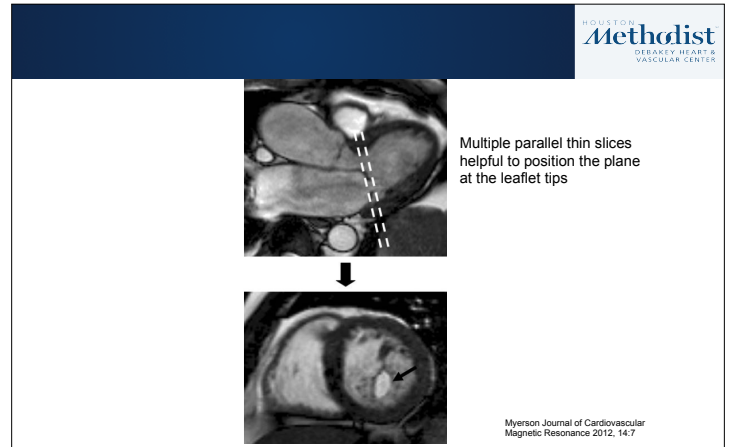 HOUSTON
Methodist
DEBAKEY HEART &
VASCULAR CENTER
Multiple parallel thin slices
helpful to position the plane
at the leaflet tips
Myerson Journal of Cardiovascular
Magnetic Resonance 2012, 14:7